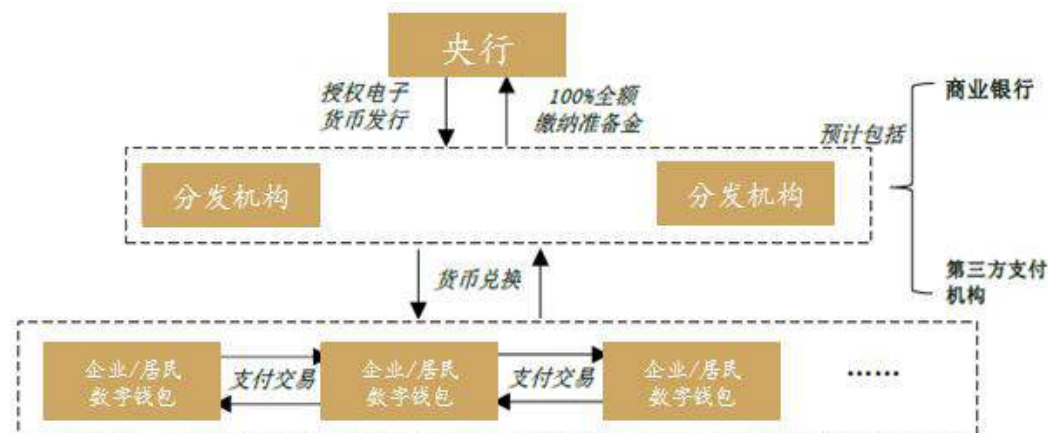 央行
授权电子
货币发行
100%全额
缴纳准备金
商业银行
预计包括
分发机构
分发机构
货币兑换
第三方支付
机构
企业/居民
数字钱包
支付交易
企业/居民
数字钱包
支付交易
企业/居民
数字钱包
……